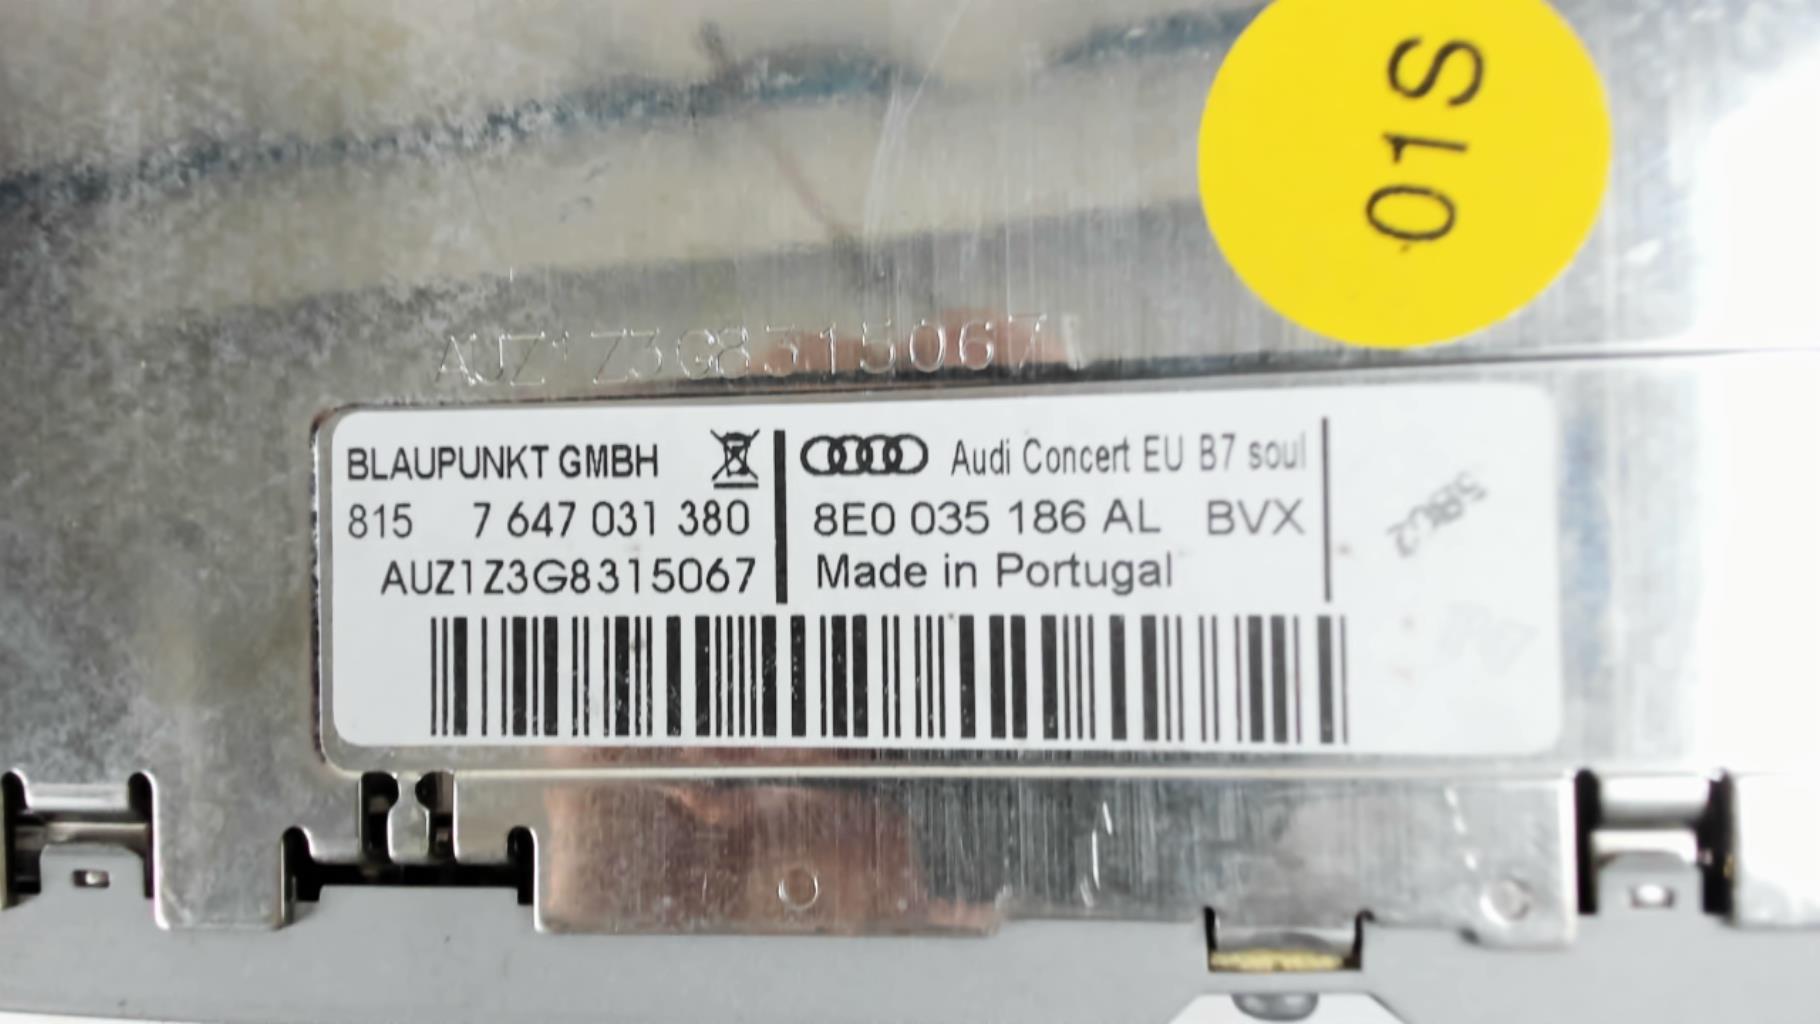 01S
AUZ1Z3G8315067
BLAUPUNKT GMBH
815 7 647 031 380
AUZ1Z3G8315067
Audi Concert EU B7 soul
8E0 035 186 AL BVX
Made in Portugal